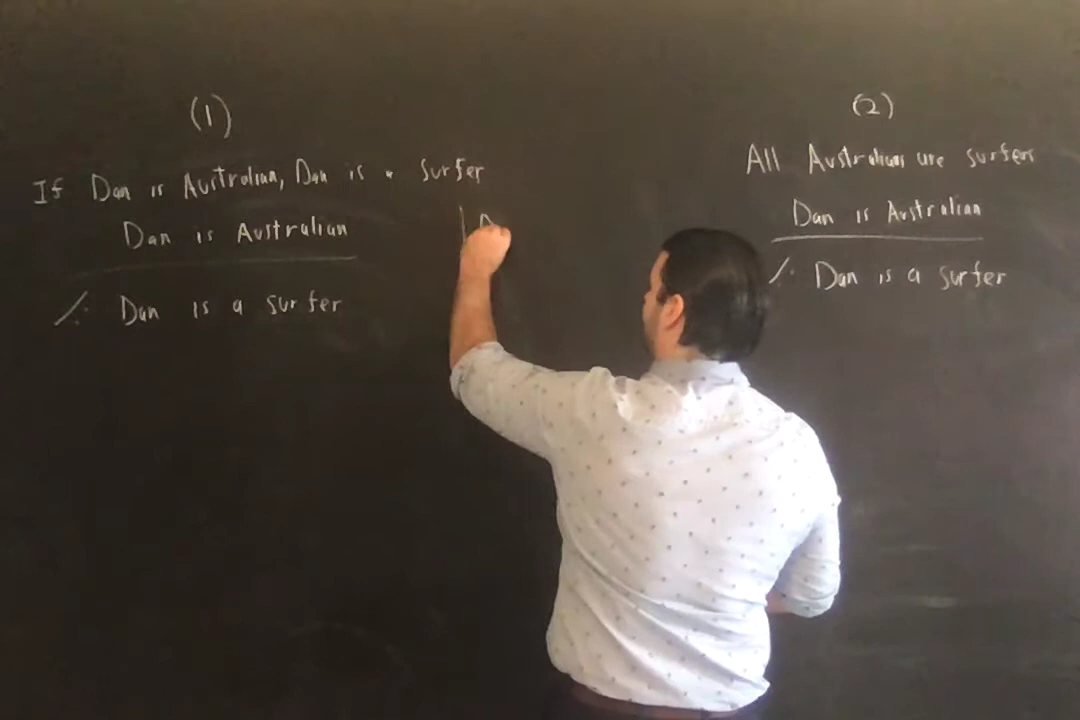 (1)
If Dan is Australian, Dan is a surfer
Dan is Australian
∴ Dan is a surfer
(2)
All Australians are surfers
Dan is Australian
∴ Dan is a surfer